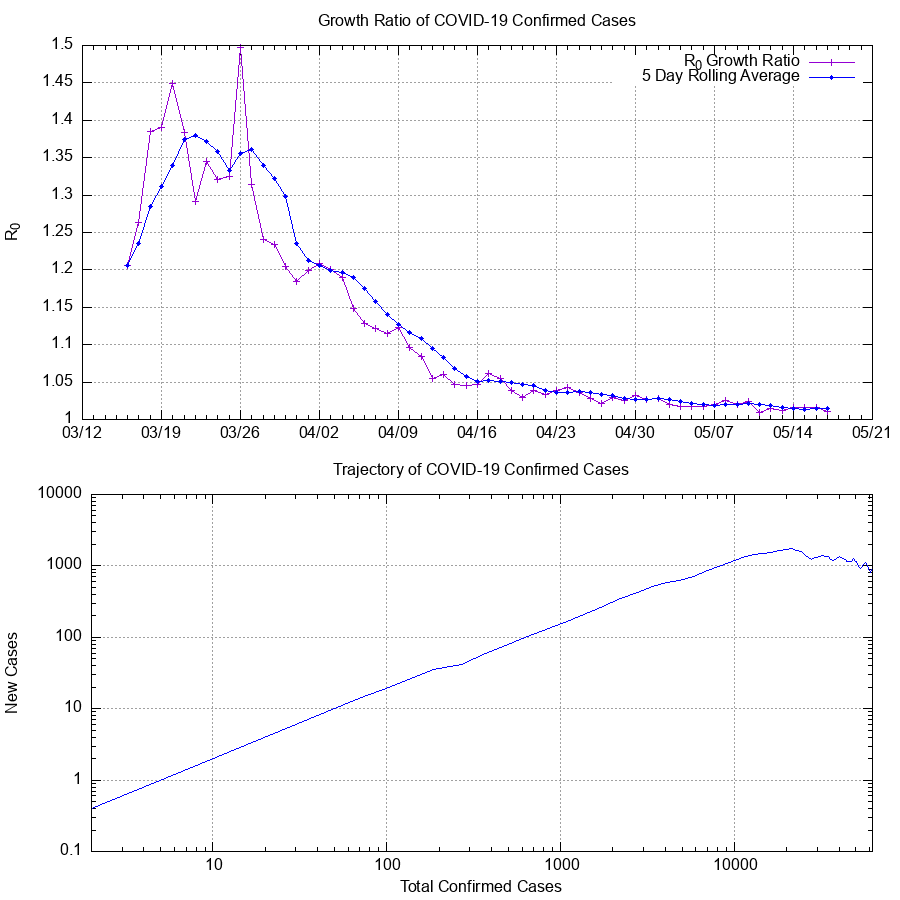 Growth Ratio of COVID-19 Confirmed Cases
R0 Growth Ratio
5 Day Rolling Average
1.5
1.45
1.4
1.35
1.3
1.25
1.2
1.15
1.1
1.05
1
R0
03/12 03/19 03/26 04/02 04/09 04/16 04/23 04/30 05/07 05/14 05/21
Trajectory of COVID-19 Confirmed Cases
10000
1000
100
10
1
0.1
New Cases
10 100 1000 10000
Total Confirmed Cases